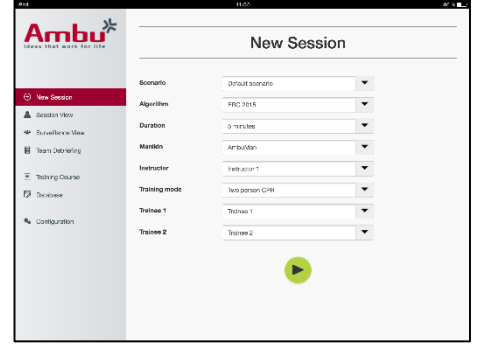 iPad 11:33
Ambu
Ideas that work for life
New Session
New Session
Session View
Surveillance View
Team Debriefing
Training Course
Database
Configuration
Scenario Default scenario
Algorithm ERC 2015
Duration 5 minutes
Manikin AmbuMan
Instructor Instructor 1
Training mode Two person CPR
Trainee 1 Trainee 1
Trainee 2 Trainee 2